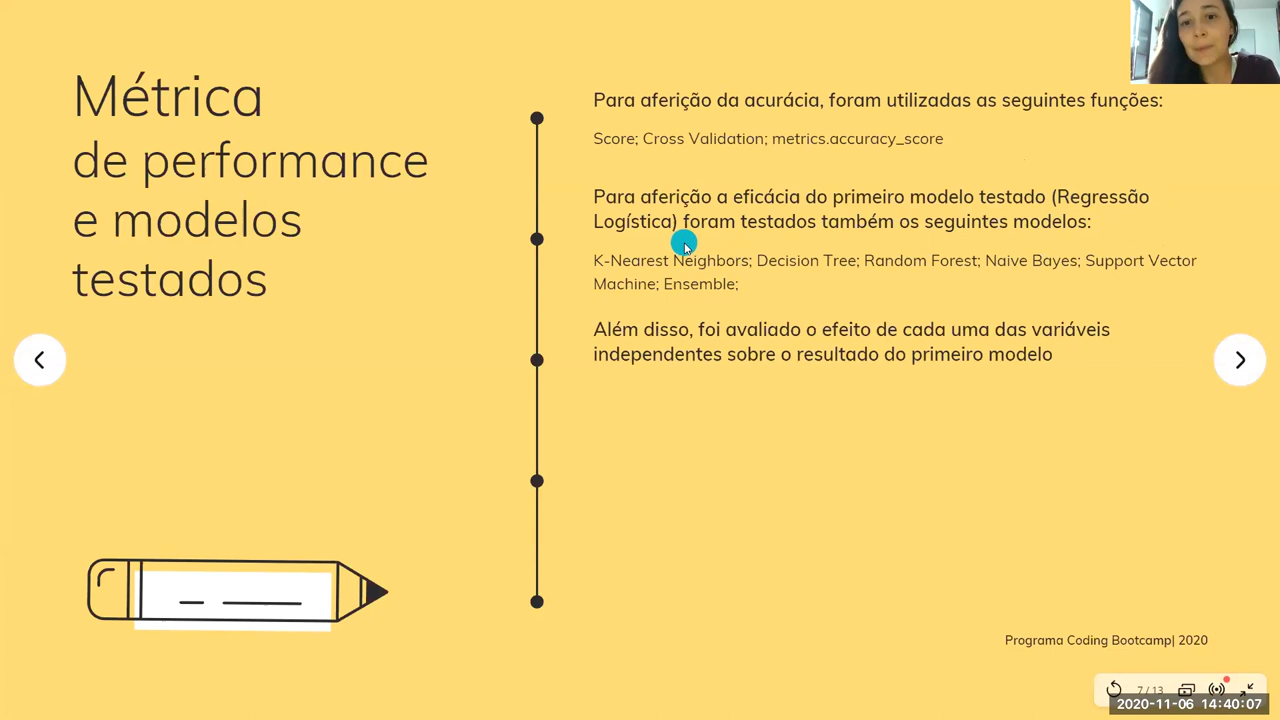 Métrica
de performance
e modelos
testados
Para aferição da acurácia, foram utilizadas as seguintes funções:
Score; Cross Validation; metrics.accuracy_score
Para aferição a eficácia do primeiro modelo testado (Regressão
Logística) foram testados também os seguintes modelos:
K-Nearest Neighbors; Decision Tree; Random Forest; Naive Bayes; Support Vector
Machine; Ensemble;
Além disso, foi avaliado o efeito de cada uma das variáveis
independentes sobre o resultado do primeiro modelo
Programa Coding Bootcamp| 2020
7 / 13
2020-11-06 14:40:07